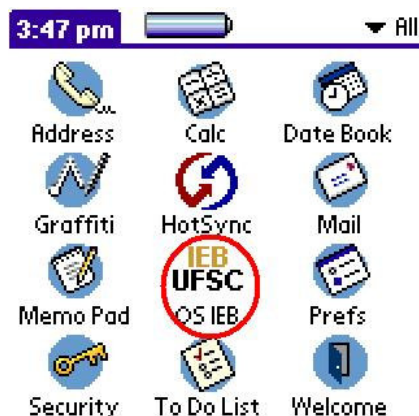 3:47 pm All
Address Calc Date Book
Graffiti HotSync Mail
IEB
UFSC
Memo Pad OS IEB Prefs
Security To Do List Welcome